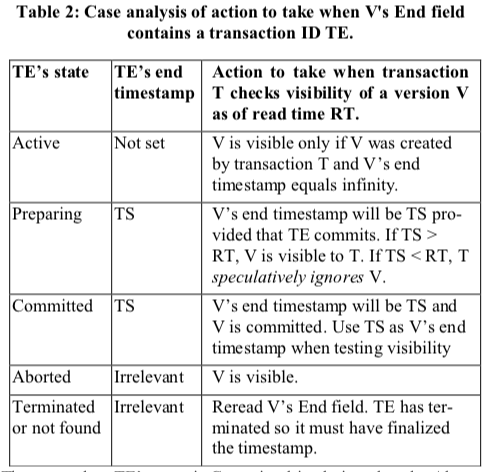 Table 2: Case analysis of action to take when V's End field
contains a transaction ID TE.
TE's state TE's end timestamp Action to take when transaction
T checks visibility of a version V
as of read time RT.
Active Not set V is visible only if V was created
by transaction T and V's end
timestamp equals infinity.
Preparing TS V's end timestamp will be TS pro-
vided that TE commits. If TS >
RT, V is visible to T. If TS < RT, T
speculatively ignores V.
Committed TS V's end timestamp will be TS and
V is committed. Use TS as V's end
timestamp when testing visibility
Aborted Irrelevant V is visible.
Terminated
or not found
Irrelevant Reread V's End field. TE has ter-
minated so it must have finalized
the timestamp.